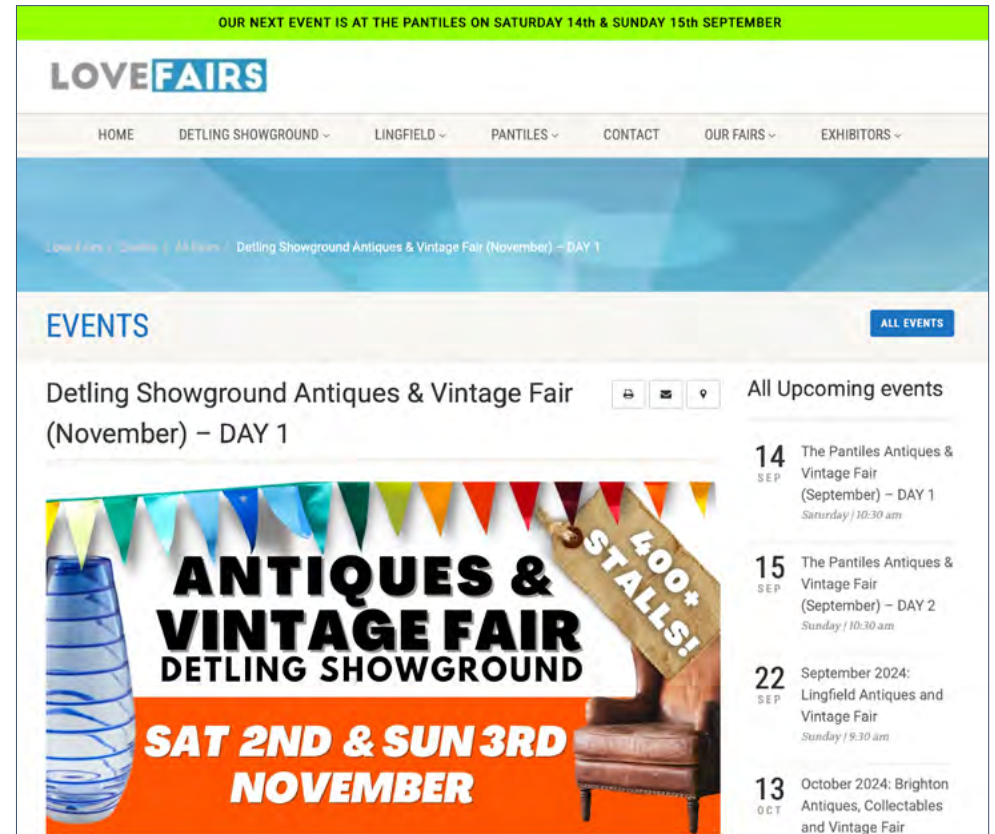 OUR NEXT EVENT IS AT THE PANTILES ON SATURDAY 14th & SUNDAY 15th SEPTEMBER
LOVEFAIRS
HOME DETLING SHOWGROUND LINGFIELD PANTILES CONTACT OUR FAIRS EXHIBITORS
Love Fairs / Events / All Fairs / Detling Showground Antiques & Vintage Fair (November) – DAY 1
EVENTS
ALL EVENTS
Detling Showground Antiques & Vintage Fair
(November) – DAY 1
400+
STALLS!
ANTIQUES &
VINTAGE FAIR
DETLING SHOWGROUND
SAT 2ND & SUN 3RD
NOVEMBER
All Upcoming events
14
SEP
The Pantiles Antiques &
Vintage Fair
(September) – DAY 1
Saturday / 10:30 am
15
SEP
The Pantiles Antiques &
Vintage Fair
(September) – DAY 2
Sunday / 10:30 am
22
SEP
September 2024:
Lingfield Antiques and
Vintage Fair
Sunday / 9:30 am
13
OCT
October 2024: Brighton
Antiques, Collectables
and Vintage Fair